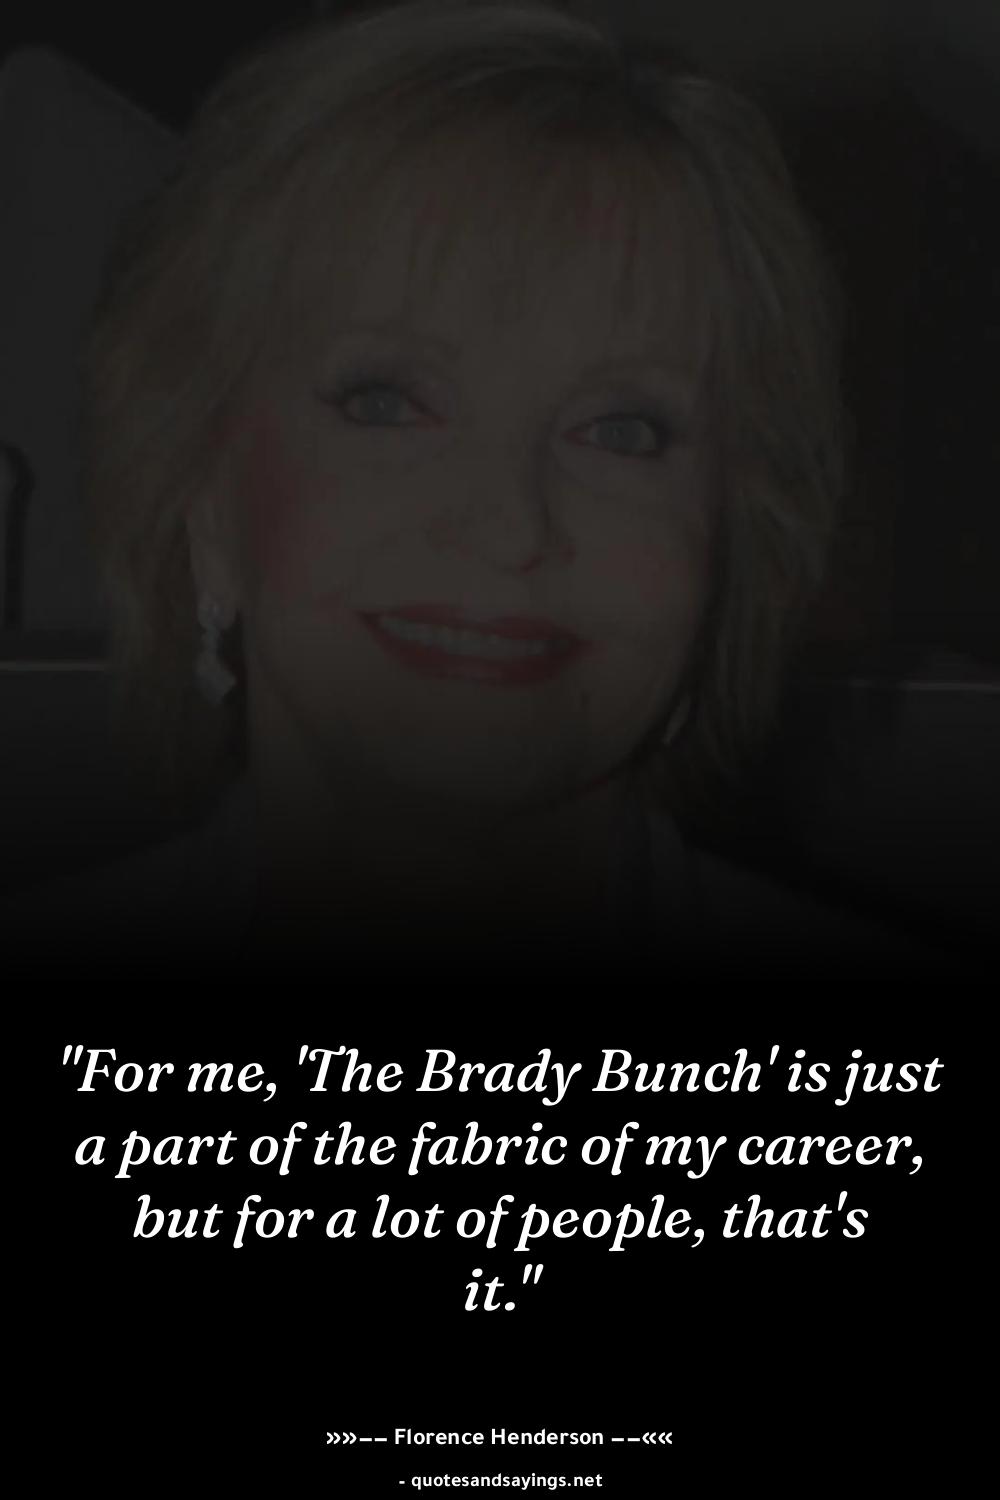 "For me, 'The Brady Bunch' is just
a part of the fabric of my career,
but for a lot of people, that's
it."
»»−− Florence Henderson −−««
- quotesandsayings.net